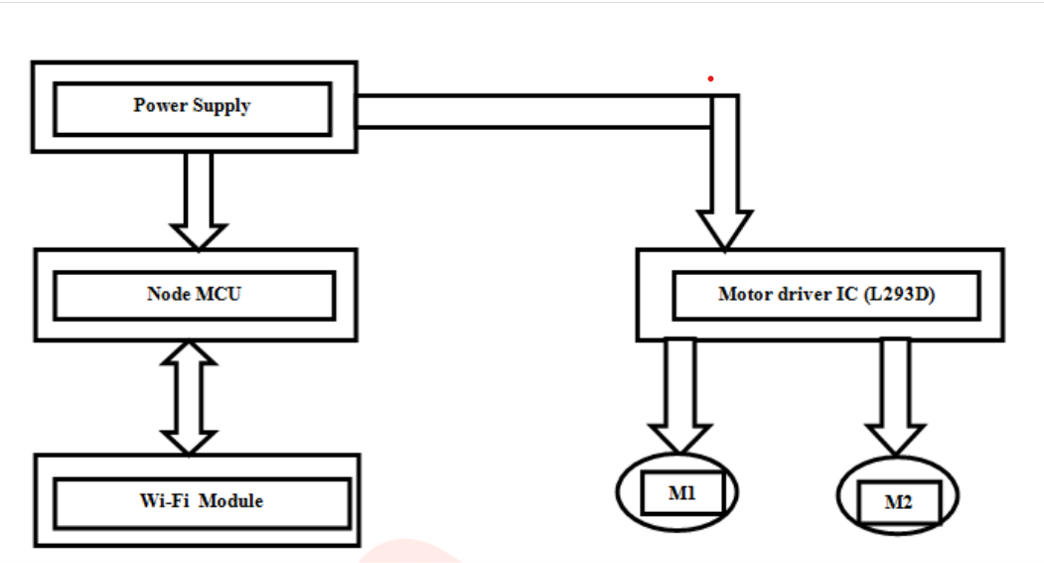 Power Supply
Node MCU
Motor driver IC (L293D)
Wi-Fi Module
M1
M2